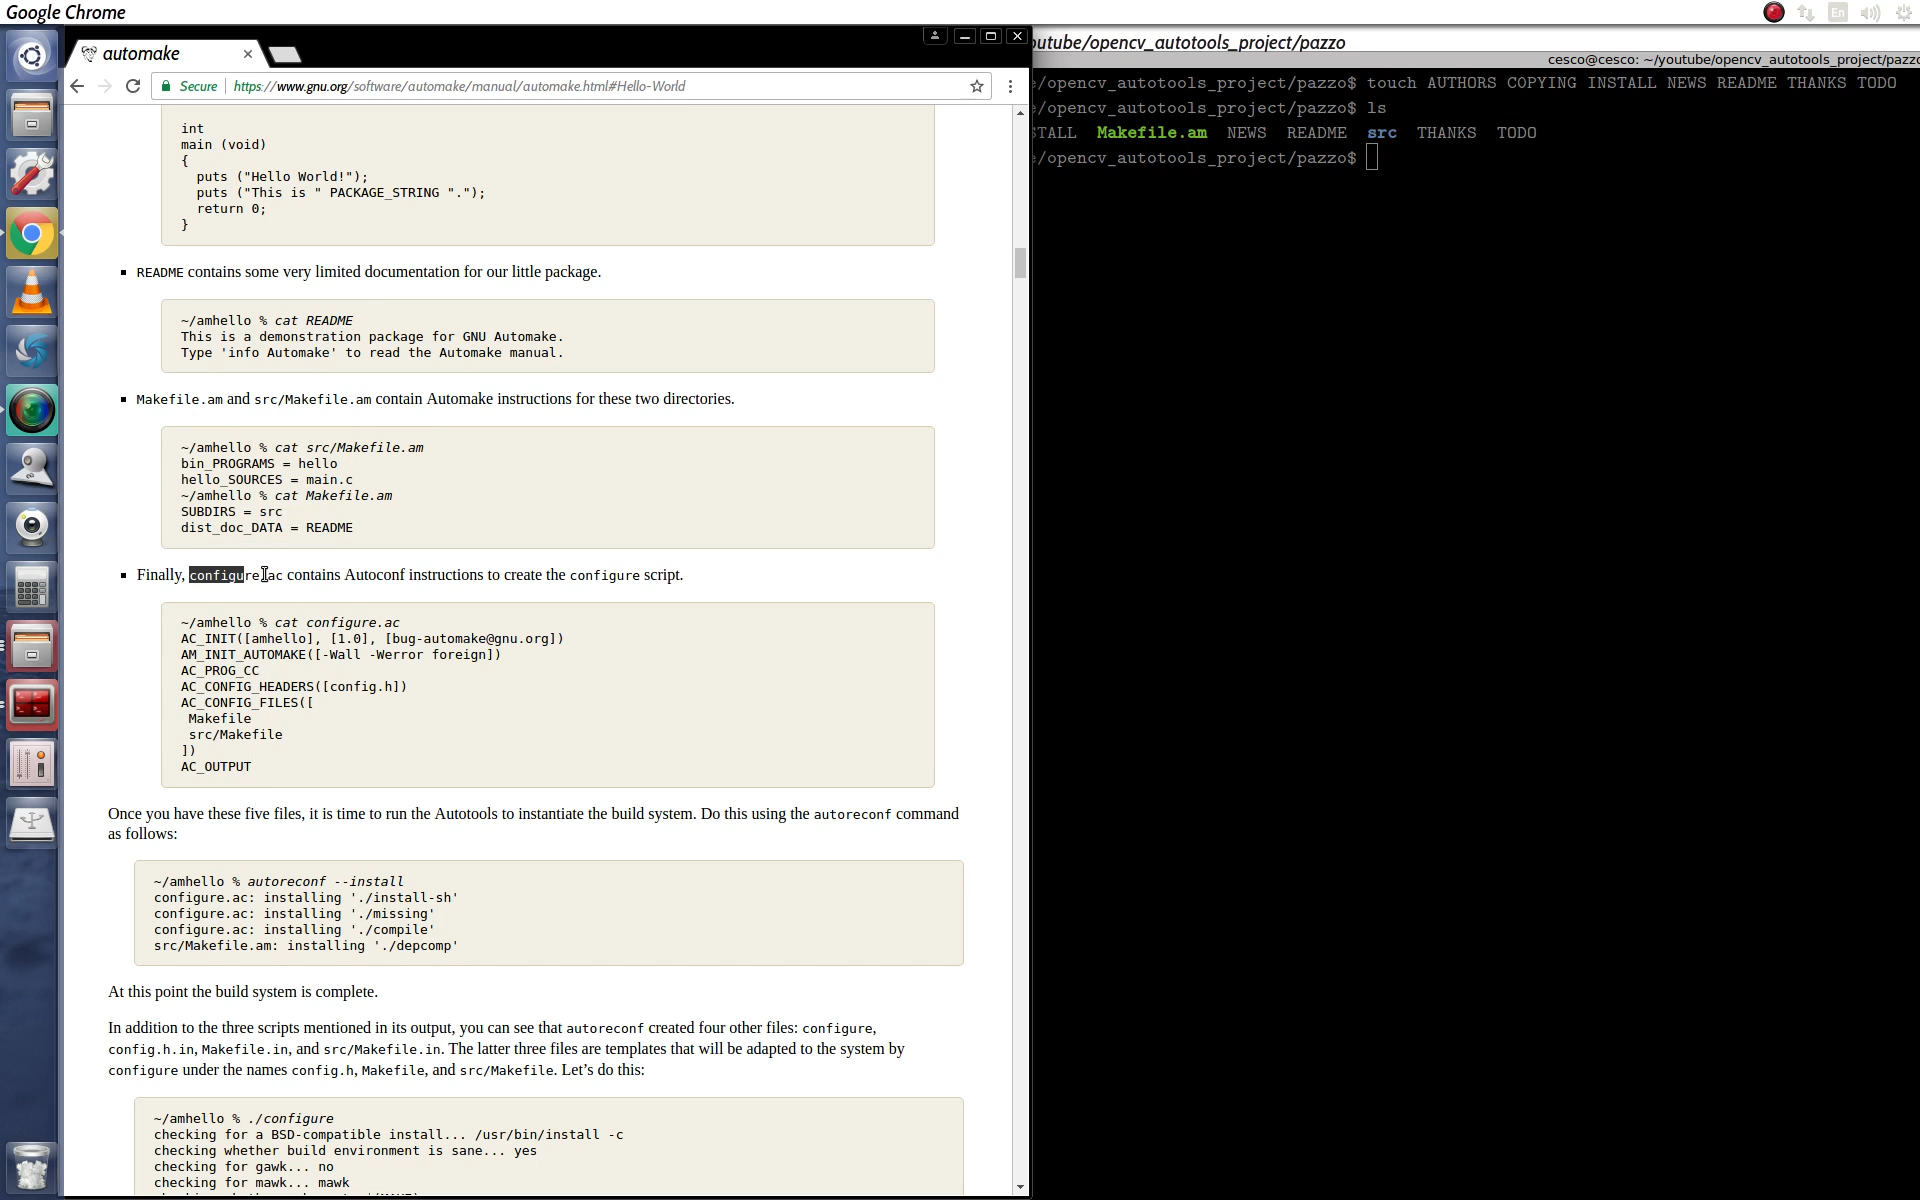 Google Chrome
En
automake
Secure https://www.gnu.org/software/automake/manual/automake.html#Hello-World
int
main (void)
{
puts ("Hello World!");
puts ("This is " PACKAGE_STRING ".");
return 0;
}
README contains some very limited documentation for our little package.
~/amhello % cat README
This is a demonstration package for GNU Automake.
Type 'info Automake' to read the Automake manual.
Makefile.am and src/Makefile.am contain Automake instructions for these two directories.
~/amhello % cat src/Makefile.am
bin_PROGRAMS = hello
hello_SOURCES = main.c
~/amhello % cat Makefile.am
SUBDIRS = src
dist_doc_DATA = README
Finally, configure.ac contains Autoconf instructions to create the configure script.
~/amhello % cat configure.ac
AC_INIT([amhello], [1.0], [bug-automake@gnu.org])
AM_INIT_AUTOMAKE([-Wall -Werror foreign])
AC_PROG_CC
AC_CONFIG_HEADERS([config.h])
AC_CONFIG_FILES([
Makefile
src/Makefile
])
AC_OUTPUT
Once you have these five files, it is time to run the Autotools to instantiate the build system. Do this using the autoreconf command
as follows:
~/amhello % autoreconf --install
configure.ac: installing './install-sh'
configure.ac: installing './missing'
configure.ac: installing './compile'
src/Makefile.am: installing './depcomp'
At this point the build system is complete.
In addition to the three scripts mentioned in its output, you can see that autoreconf created four other files: configure,
config.h.in, Makefile.in, and src/Makefile.in. The latter three files are templates that will be adapted to the system by
configure under the names config.h, Makefile, and src/Makefile. Let’s do this:
~/amhello % ./configure
checking for a BSD-compatible install... /usr/bin/install -c
checking whether build environment is sane... yes
checking for gawk... no
checking for mawk... mawk
outube/opencv_autotools_project/pazzo
cesco@cesco: ~/youtube/opencv_autotools_project/pazzo
/opencv_autotools_project/pazzo$ touch AUTHORS COPYING INSTALL NEWS README THANKS TODO
/opencv_autotools_project/pazzo$ ls
STALL Makefile.am NEWS README src THANKS TODO
/opencv_autotools_project/pazzo$